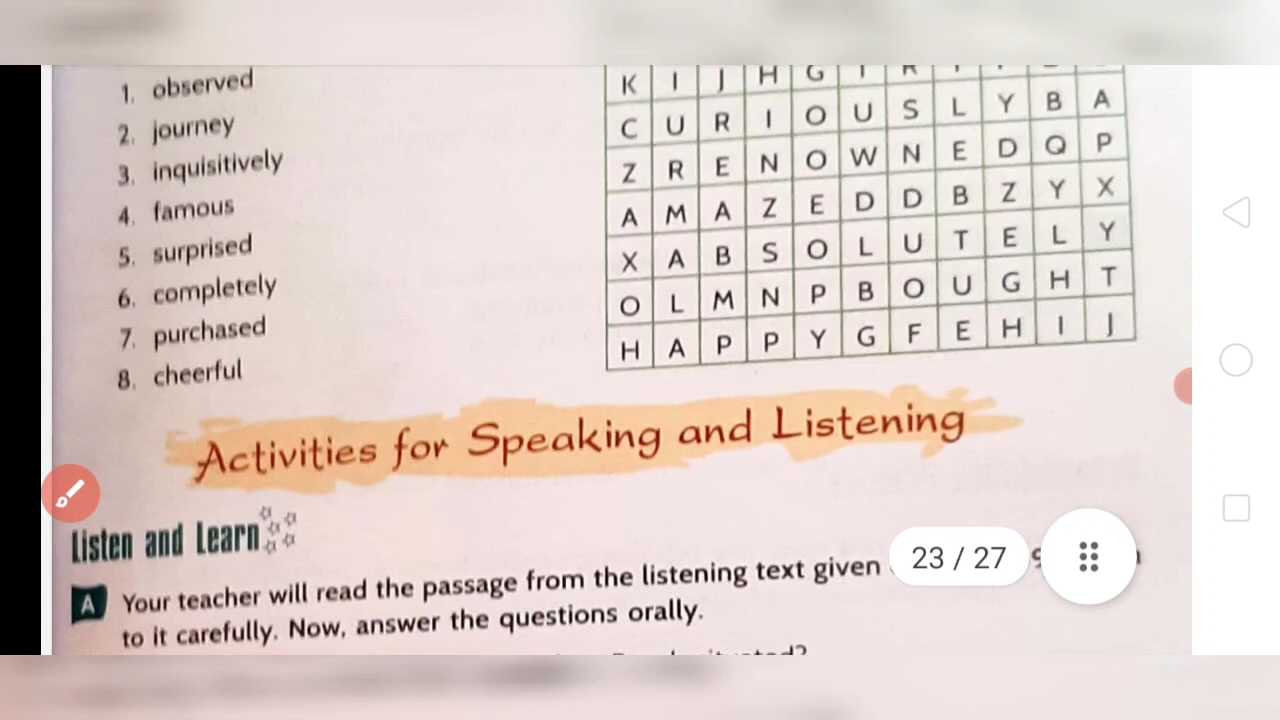 1. observed
2. journey
3. inquisitively
4. famous
5. surprised
6. completely
7. purchased
8. cheerful
K I J H G
C U R I O U S L Y B A
Z R E N O W N E D Q P
A M A Z E D D B Z Y X
X A B S O L U T E L Y
O L M N P B O U G H T
H A P P Y G F E H I J
Activities for Speaking and Listening
Listen and Learn
A Your teacher will read the passage from the listening text given
to it carefully. Now, answer the questions orally.
23 / 27